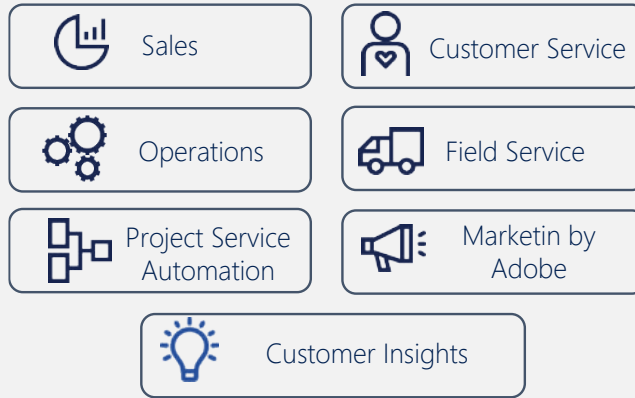 Sales
Customer Service
Operations
Field Service
Project Service
Automation
Marketin by
Adobe
Customer Insights